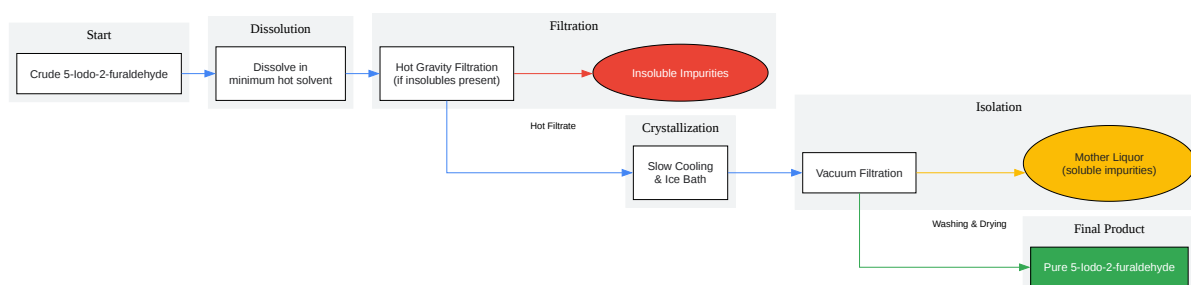 Start
Crude 5-Iodo-2-furaldehyde
Dissolution
Dissolve in
minimum hot solvent
Filtration
Hot Gravity Filtration
(if insolubles present)
Insoluble Impurities
Hot Filtrate
Crystallization
Slow Cooling
& Ice Bath
Isolation
Vacuum Filtration
Mother Liquor
(soluble impurities)
Washing & Drying
Final Product
Pure 5-Iodo-2-furaldehyde